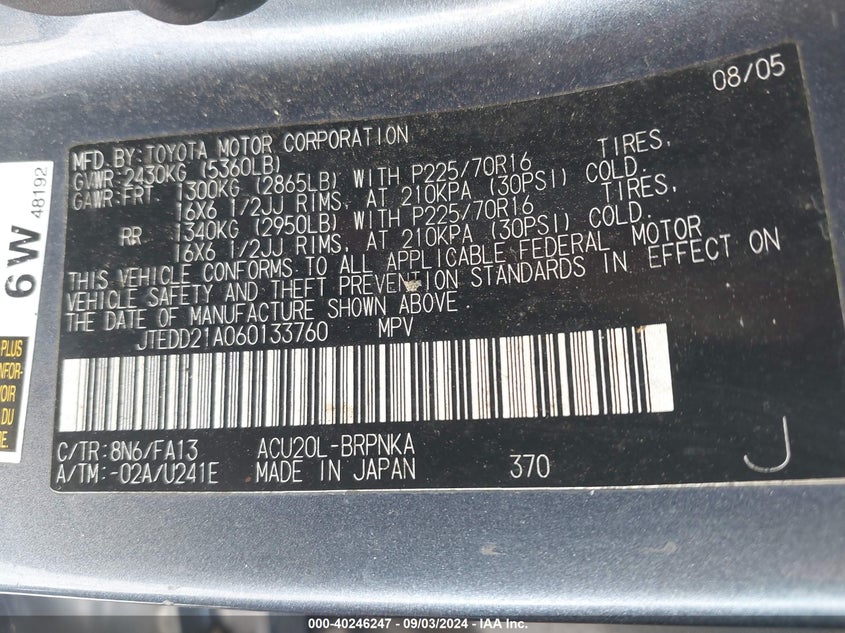 08/05
MFD. BY: TOYOTA MOTOR CORPORATION
GVWR: 2430KG (5360LB)
GAWR: FRT. 1300KG (2865LB) WITH P225/70R16 TIRES,
16X6 1/2JJ RIMS, AT 210KPA (30PSI) COLD.
RR 1340KG (2950LB) WITH P225/70R16 TIRES,
16X6 1/2JJ RIMS, AT 210KPA (30PSI) COLD.
THIS VEHICLE CONFORMS TO ALL APPLICABLE FEDERAL MOTOR
VEHICLE SAFETY AND THEFT PREVENTION STANDARDS IN EFFECT ON
THE DATE OF MANUFACTURE SHOWN ABOVE.
JTEDD21A060133760 MPV
C/TR: 8N6/FA13 ACU20L-BRPNKA
A/TM: -02A/U241E MADE IN JAPAN 370 J
6W
48192
PLUS
NFOR-
OIR
DU
E.
000-40246247 - 09/03/2024 - IAA Inc.